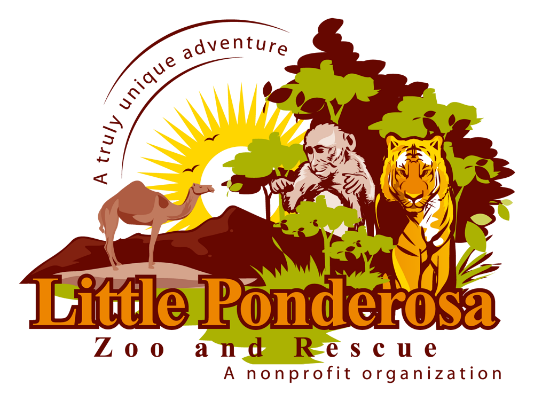 A truly unique adventure
Little Ponderosa
Zoo and Rescue
A nonprofit organization